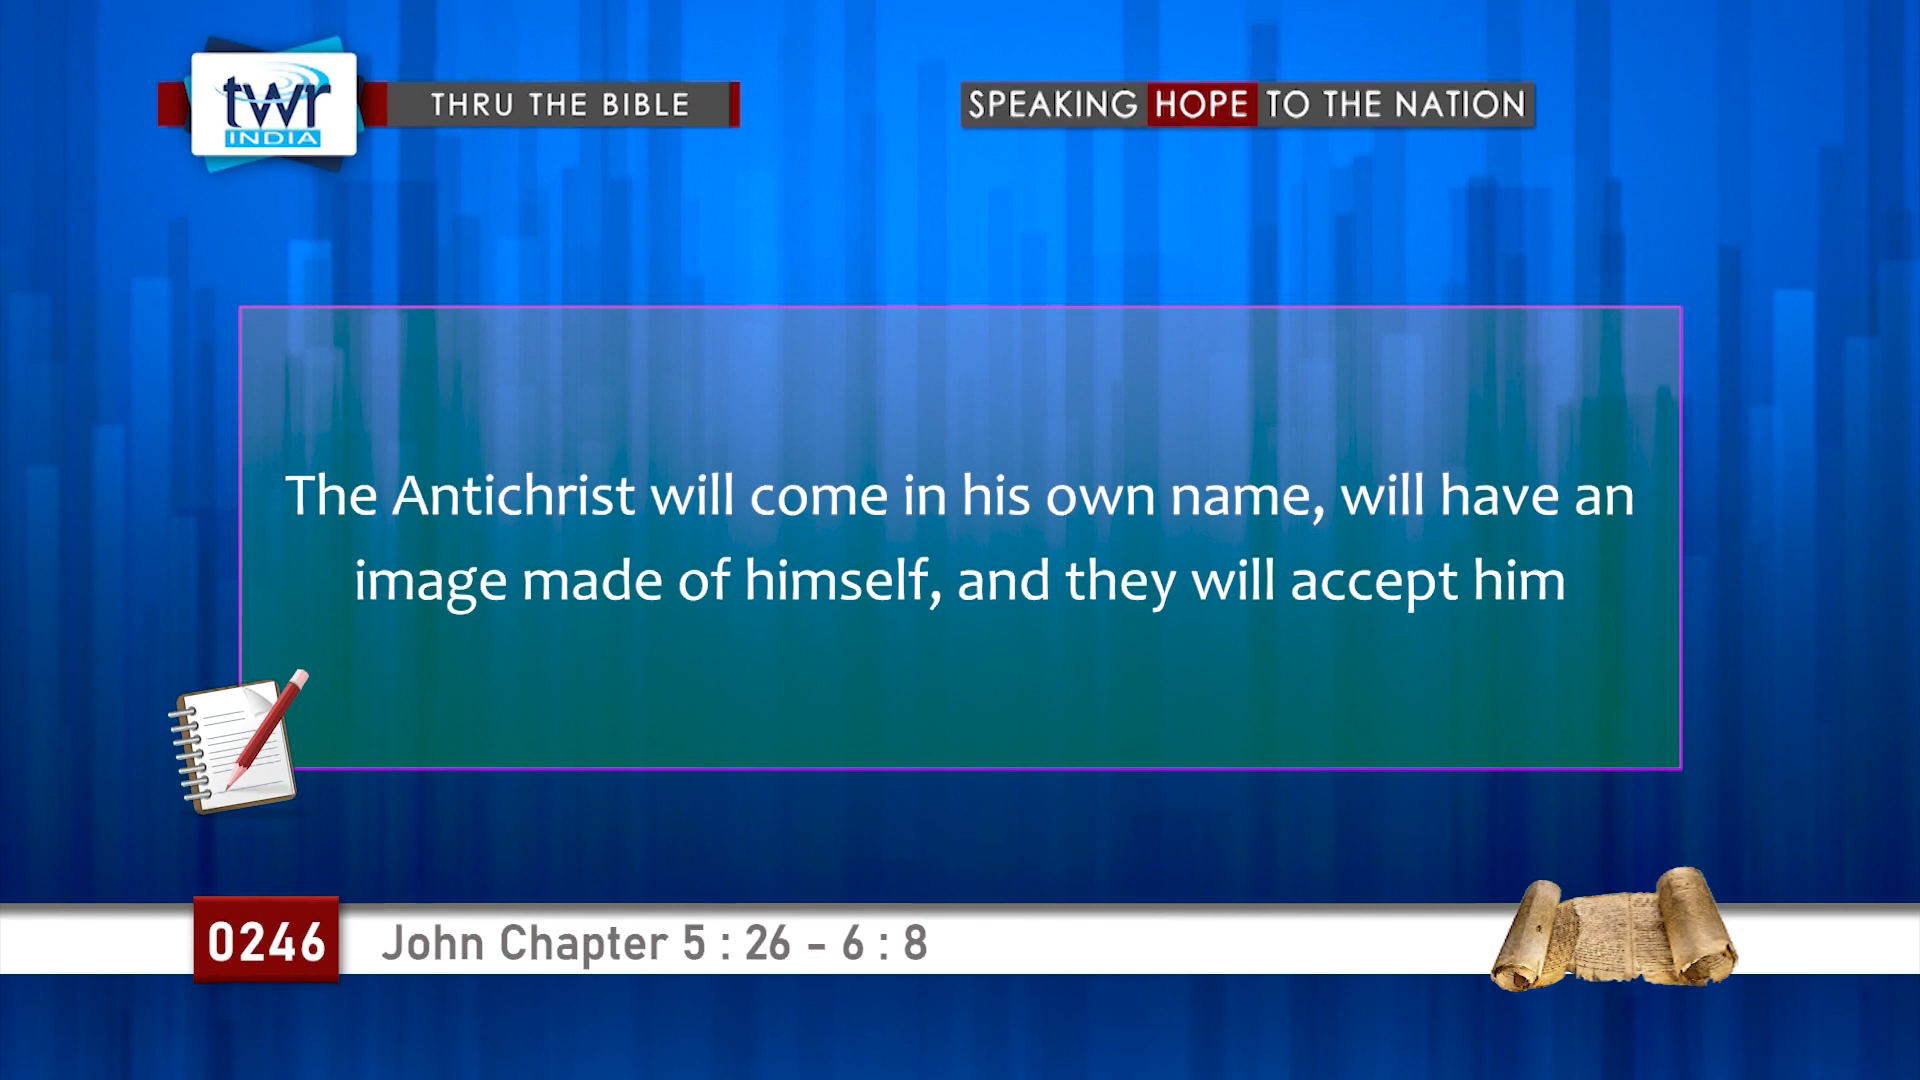 twr
INDIA
THRU THE BIBLE
SPEAKING HOPE TO THE NATION
The Antichrist will come in his own name, will have an
image made of himself, and they will accept him
0246
John Chapter 5 : 26 - 6 : 8